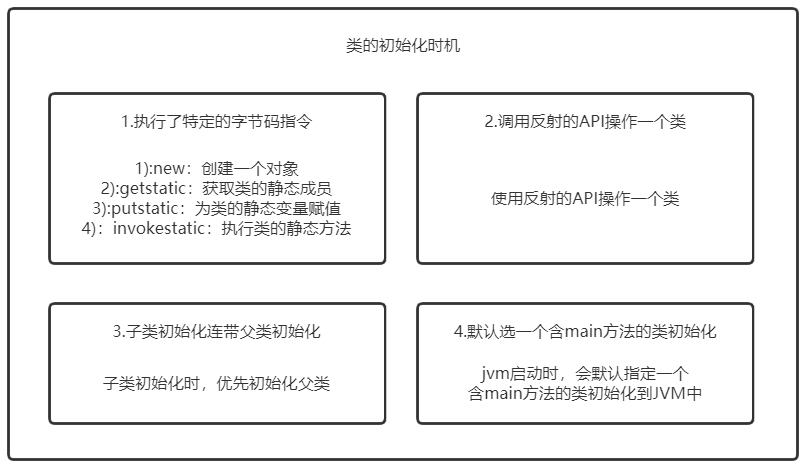 类的初始化时机
1.执行了特定的字节码指令
1):new：创建一个对象
2):getstatic：获取类的静态成员
3):putstatic：为类的静态变量赋值
4)：invokestatic：执行类的静态方法
2.调用反射的API操作一个类
使用反射的API操作一个类
3.子类初始化连带父类初始化
子类初始化时，优先初始化父类
4.默认选一个含main方法的类初始化
jvm启动时，会默认指定一个
含main方法的类初始化到JVM中